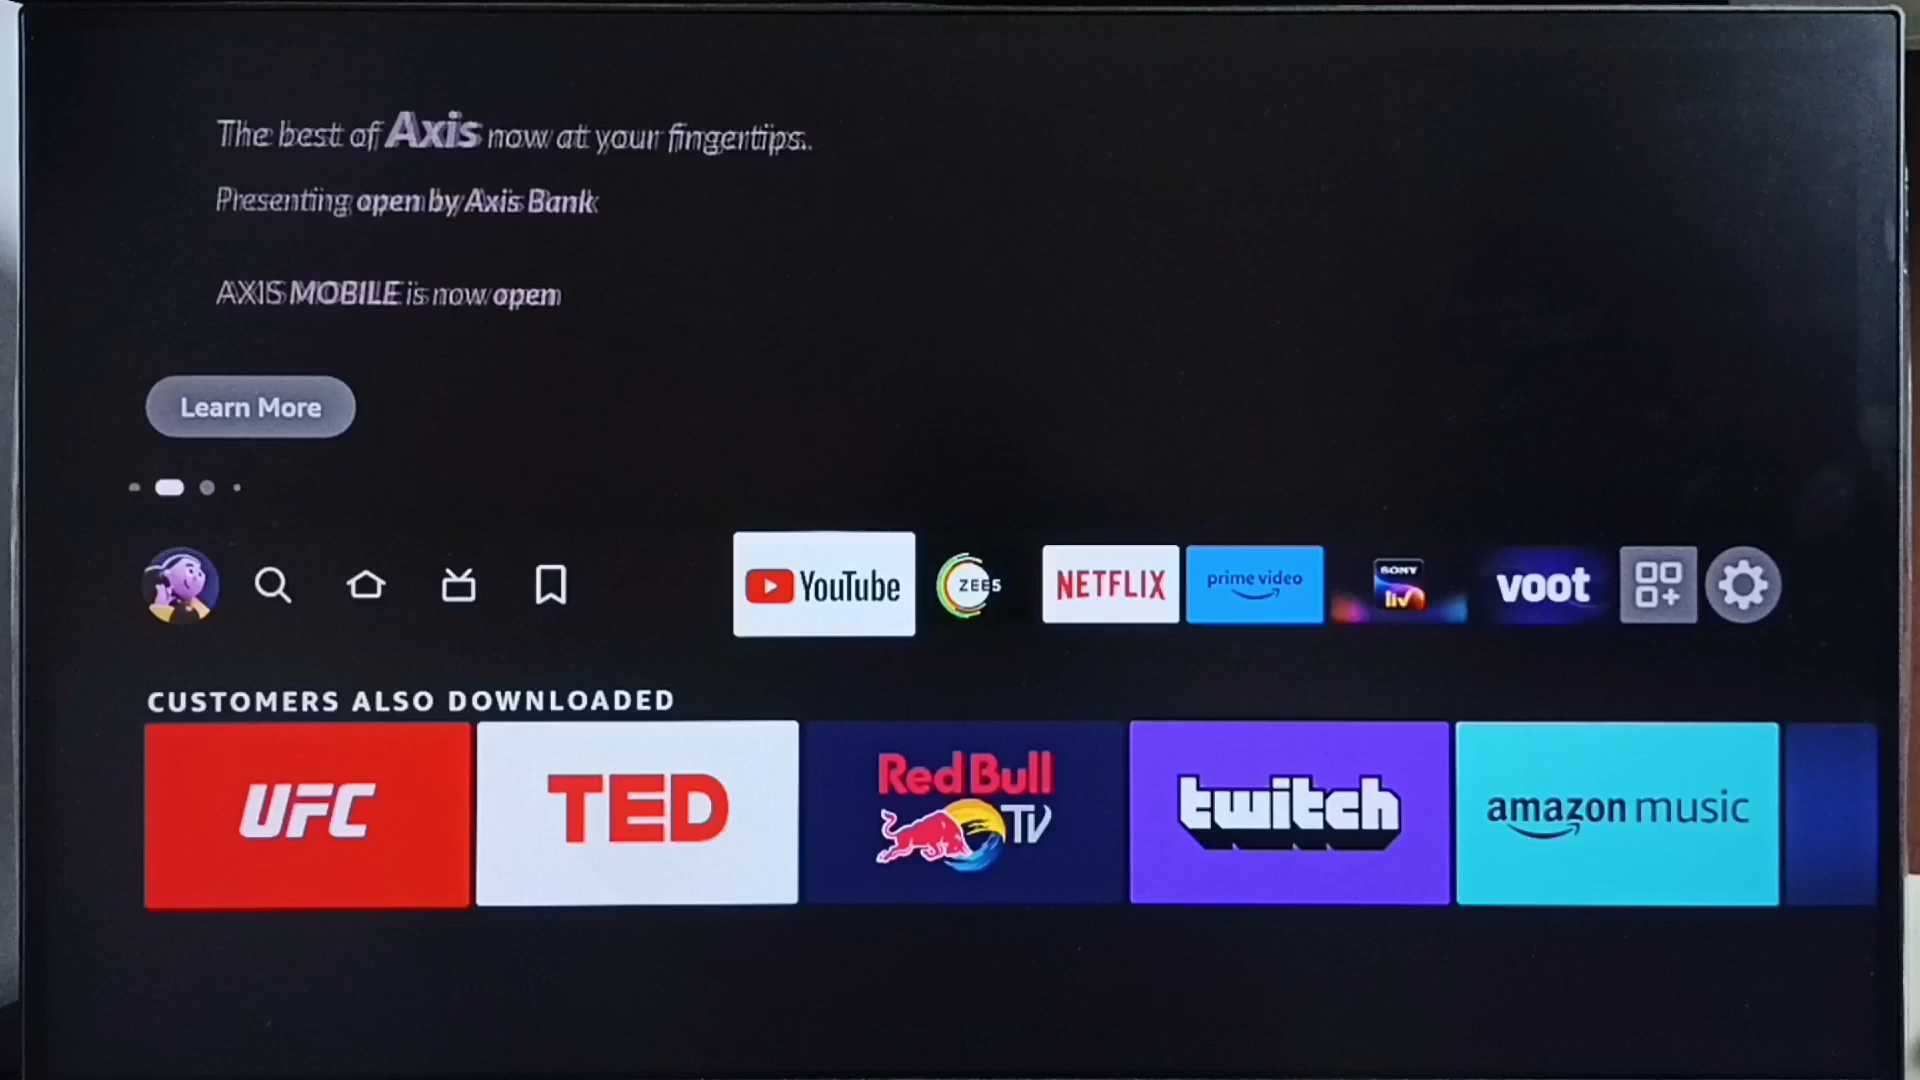 The best of Axis now at your fingertips.
Presenting open by Axis Bank
AXIS MOBILE is now open
Learn More
YouTube
ZEE5
NETFLIX
prime video
SONY
liv
voot
CUSTOMERS ALSO DOWNLOADED
UFC
TED
Red Bull
TV
twitch
amazon music